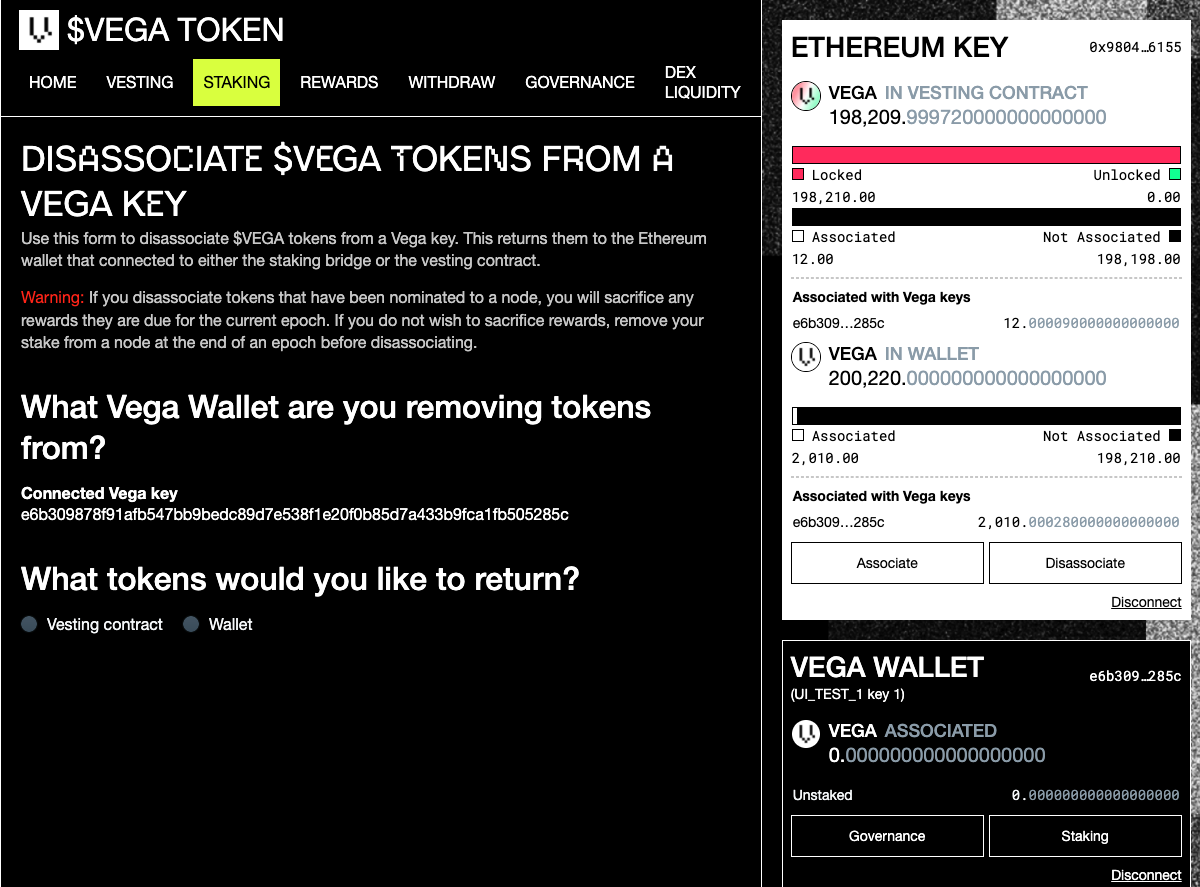 $VEGA TOKEN
HOME VESTING STAKING REWARDS WITHDRAW GOVERNANCE DEX LIQUIDITY
DISASSOCIATE $VEGA TOKENS FROM A
VEGA KEY
Use this form to disassociate $VEGA tokens from a Vega key. This returns them to the Ethereum
wallet that connected to either the staking bridge or the vesting contract.
Warning: If you disassociate tokens that have been nominated to a node, you will sacrifice any
rewards they are due for the current epoch. If you do not wish to sacrifice rewards, remove your
stake from a node at the end of an epoch before disassociating.
What Vega Wallet are you removing tokens
from?
Connected Vega key
e6b309878f91afb547bb9bedc89d7e538f1e20f0b85d7a433b9fca1fb505285c
What tokens would you like to return?
Vesting contract Wallet
ETHEREUM KEY 0x9804…6155
VEGA IN VESTING CONTRACT
198,209.999720000000000000
Locked Unlocked
198,210.00 0.00
Associated Not Associated
12.00 198,198.00
Associated with Vega keys
e6b309…285c 12.000090000000000000
VEGA IN WALLET
200,220.000000000000000000
Associated Not Associated
2,010.00 198,210.00
Associated with Vega keys
e6b309…285c 2,010.000280000000000000
Associate Disassociate
Disconnect
VEGA WALLET e6b309…285c
(UI_TEST_1 key 1)
VEGA ASSOCIATED
0.000000000000000000
Unstaked 0.000000000000000000
Governance Staking
Disconnect